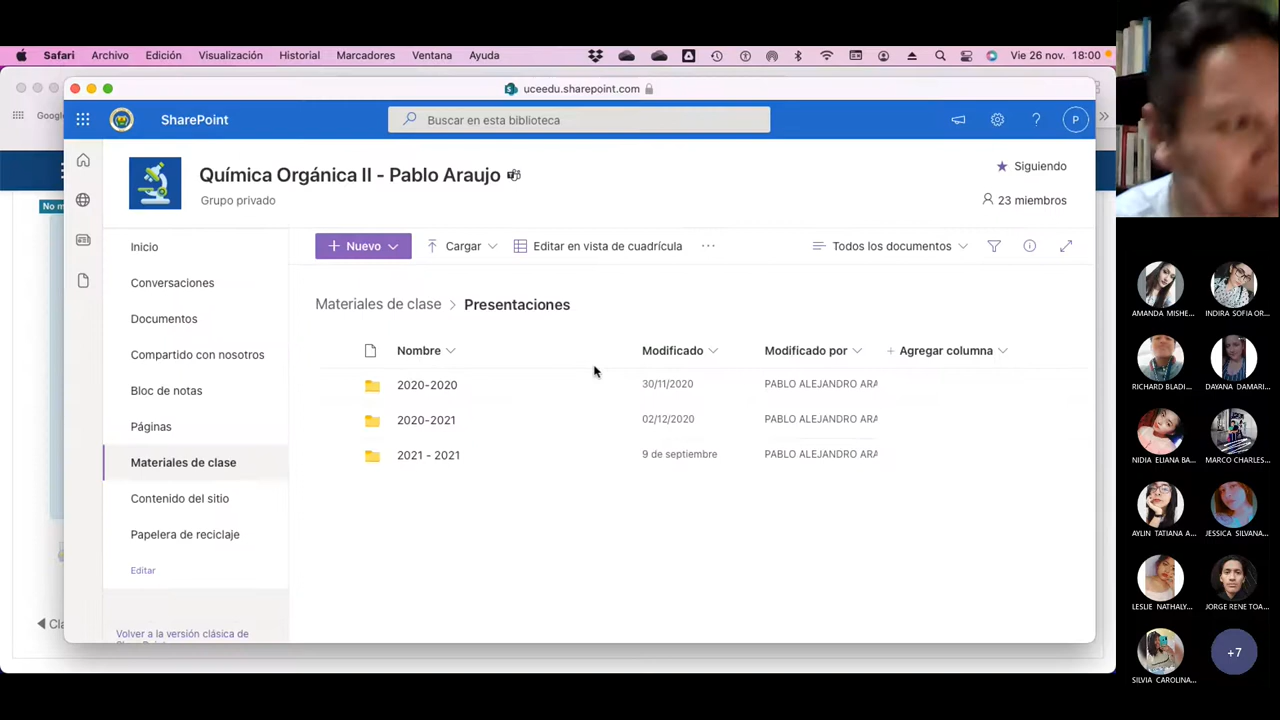 Safari Archivo Edición Visualización Historial Marcadores Ventana Ayuda Vie 26 nov. 18:00
uceedu.sharepoint.com
Google
SharePoint
Buscar en esta biblioteca
?
P
Química Orgánica II - Pablo Araujo
Grupo privado
Siguiendo
23 miembros
No m
Inicio
Conversaciones
Documentos
Compartido con nosotros
Bloc de notas
Páginas
Materiales de clase
Contenido del sitio
Papelera de reciclaje
Editar
Volver a la versión clásica de
+ Nuevo
Cargar
Editar en vista de cuadrícula
···
Todos los documentos
Materiales de clase > Presentaciones
Nombre Modificado Modificado por + Agregar columna
2020-2020 30/11/2020 PABLO ALEJANDRO ARA
2020-2021 02/12/2020 PABLO ALEJANDRO ARA
2021 - 2021 9 de septiembre PABLO ALEJANDRO ARA
Cla
AMANDA MISHE... INDIRA SOFIA OR...
RICHARD BLADI... DAYANA DAMARI...
NIDIA ELIANA BA... MARCO CHARLES...
AYLIN TATIANA A... JESSICA SILVANA...
LESLIE NATHALY... JORGE RENE TOA...
SILVIA CAROLINA...
+7